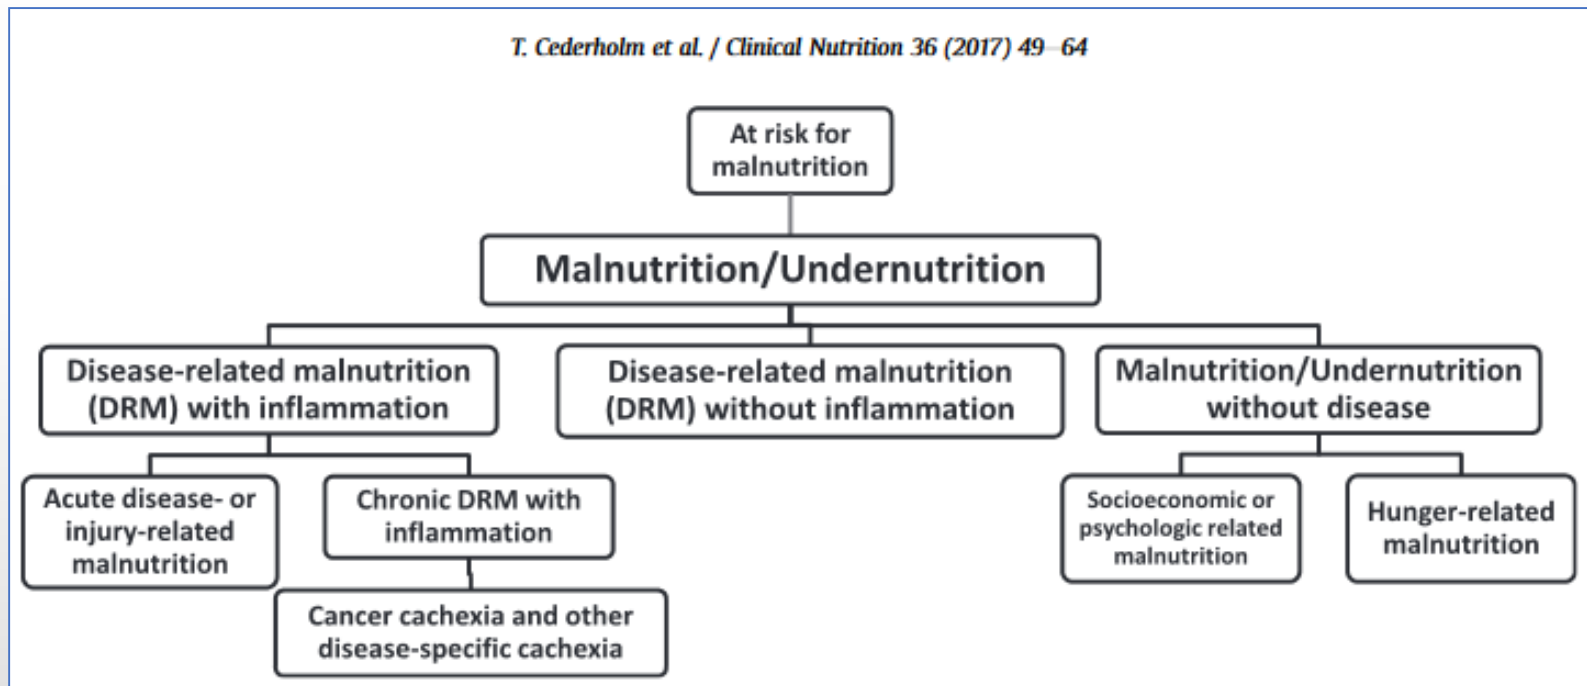 T. Cederholm et al. / Clinical Nutrition 36 (2017) 49–64
At risk for
malnutrition
Malnutrition/Undernutrition
Disease-related malnutrition
(DRM) with inflammation
Disease-related malnutrition
(DRM) without inflammation
Malnutrition/Undernutrition
without disease
Acute disease- or
injury-related
malnutrition
Chronic DRM with
inflammation
Socioeconomic or
psychologic related
malnutrition
Hunger-related
malnutrition
Cancer cachexia and other
disease-specific cachexia